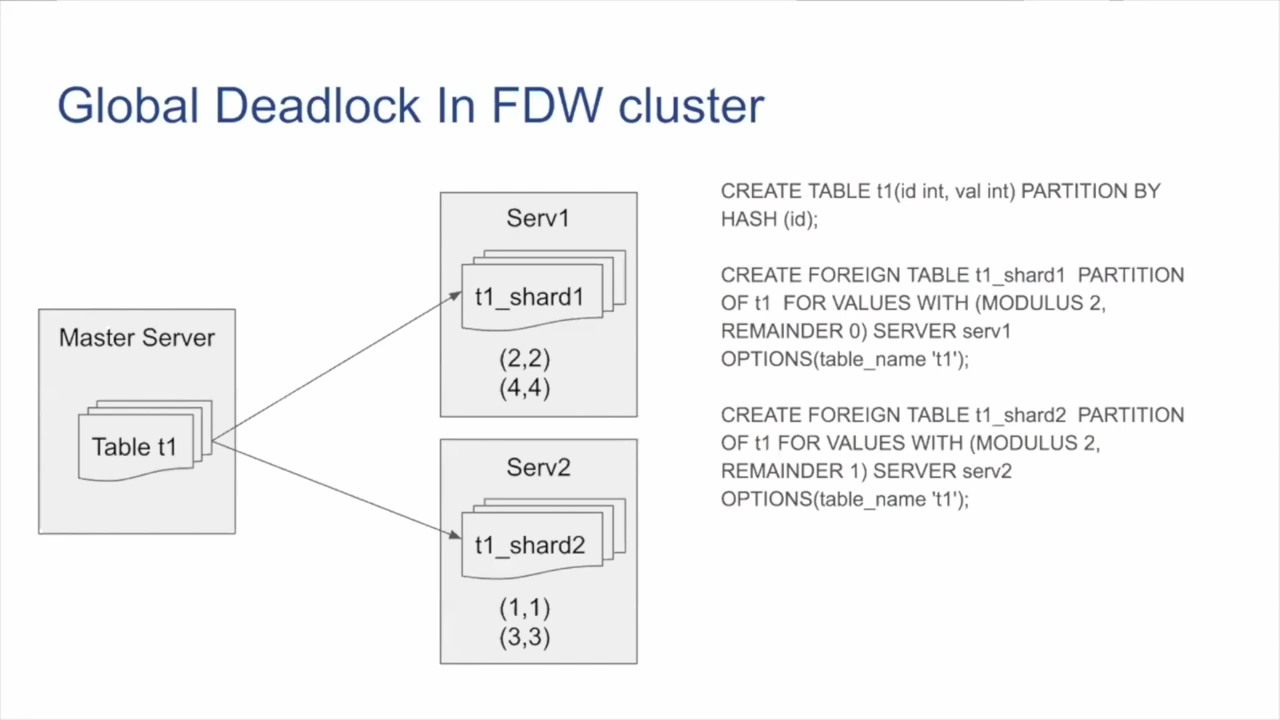 Global Deadlock In FDW cluster
Master Server
Table t1
Serv1
t1_shard1
(2,2)
(4,4)
Serv2
t1_shard2
(1,1)
(3,3)
CREATE TABLE t1(id int, val int) PARTITION BY
HASH (id);
CREATE FOREIGN TABLE t1_shard1 PARTITION
OF t1 FOR VALUES WITH (MODULUS 2,
REMAINDER 0) SERVER serv1
OPTIONS(table_name 't1');
CREATE FOREIGN TABLE t1_shard2 PARTITION
OF t1 FOR VALUES WITH (MODULUS 2,
REMAINDER 1) SERVER serv2
OPTIONS(table_name 't1');